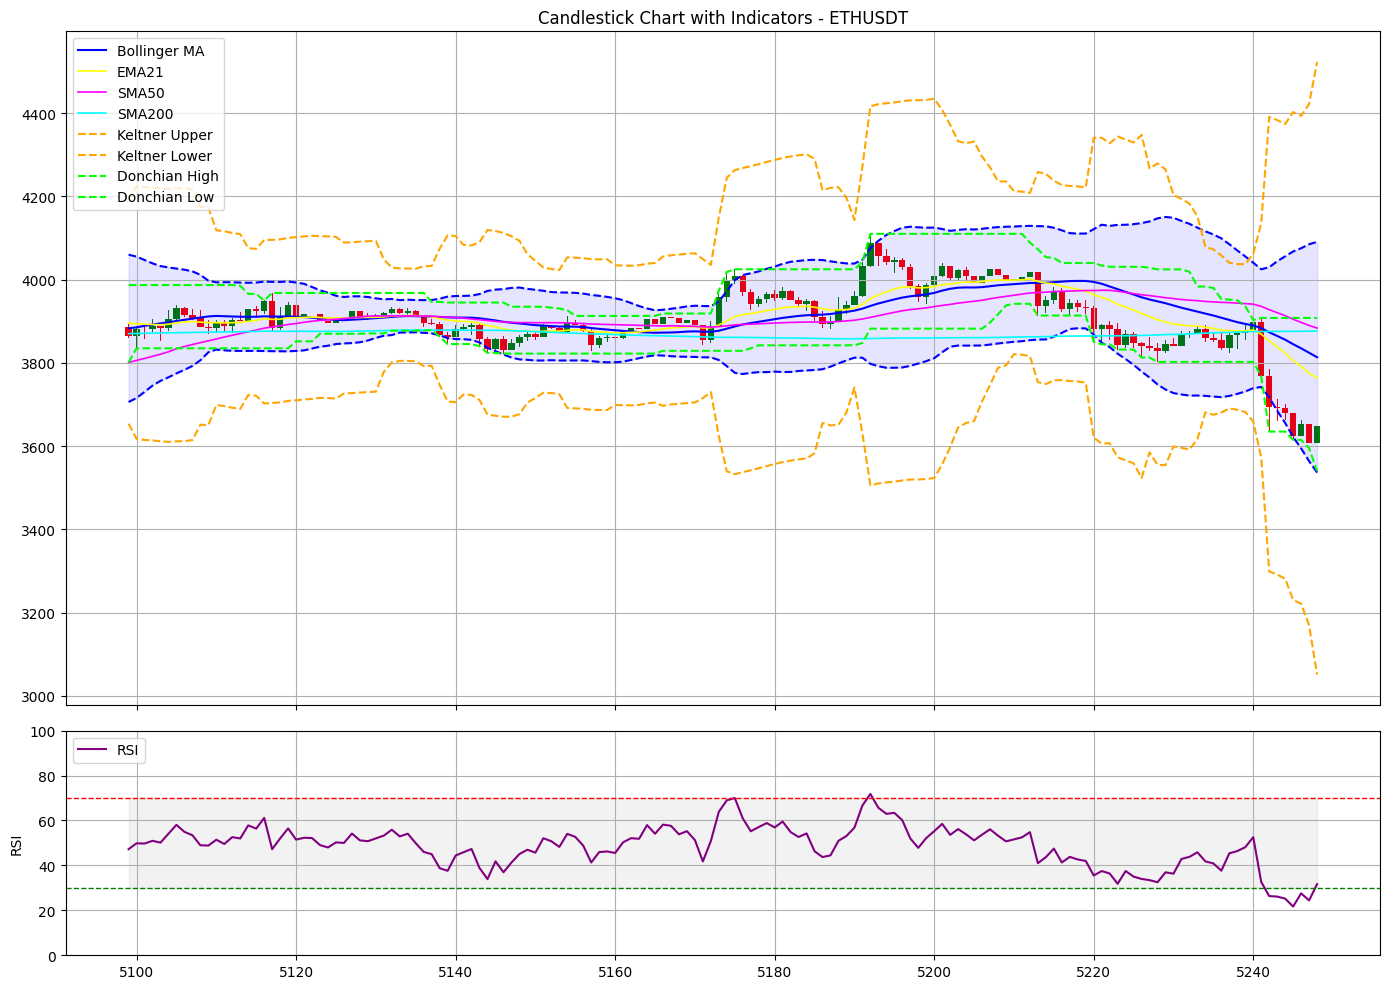 Candlestick Chart with Indicators - ETHUSDT
Bollinger MA
EMA21
SMA50
SMA200
Keltner Upper
Keltner Lower
Donchian High
Donchian Low
4400
4200
4000
3800
3600
3400
3200
3000
RSI
100
80
60
40
20
0
RSI
5100 5120 5140 5160 5180 5200 5220 5240